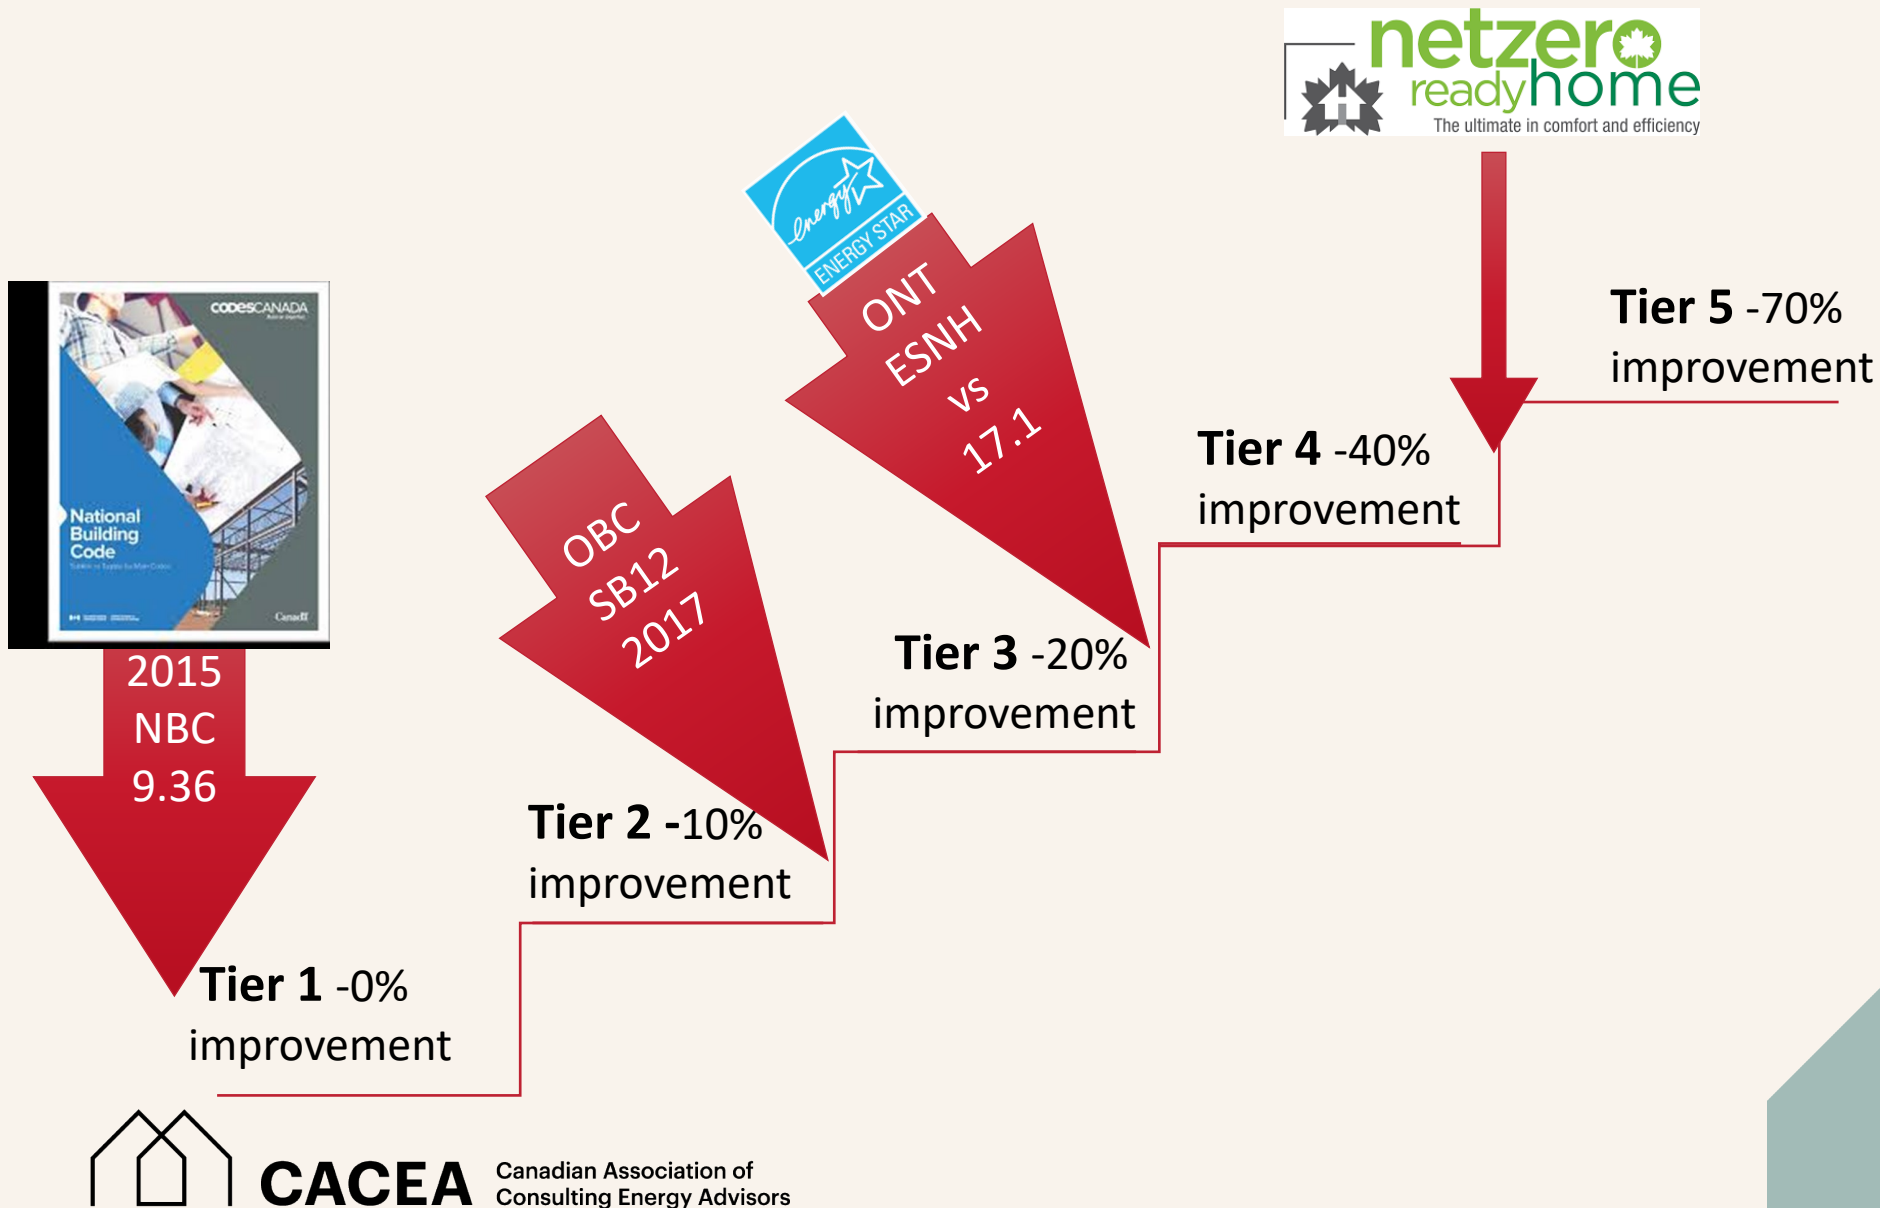 netzero
readyhome
The ultimate in comfort and efficiency
energy
ENERGY STAR
ONT
ESNH
vs
17.1
CODESCANADA
National
Building
Code
Canada
2015
NBC
9.36
OBC
SB12
2017
Tier 5 -70%
improvement
Tier 4 -40%
improvement
Tier 3 -20%
improvement
Tier 2 -10%
improvement
Tier 1 -0%
improvement
CACEA
Canadian Association of
Consulting Energy Advisors